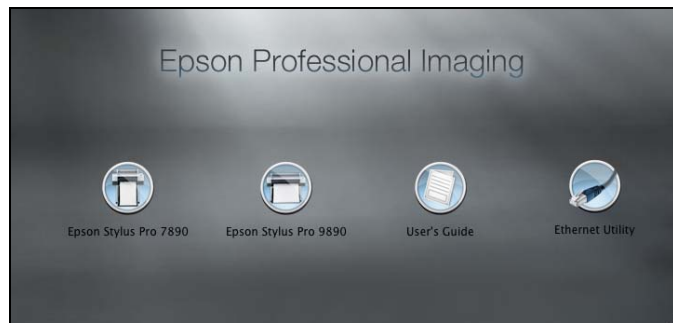 Epson Professional Imaging
Epson Stylus Pro 7890
Epson Stylus Pro 9890
User's Guide
Ethernet Utility